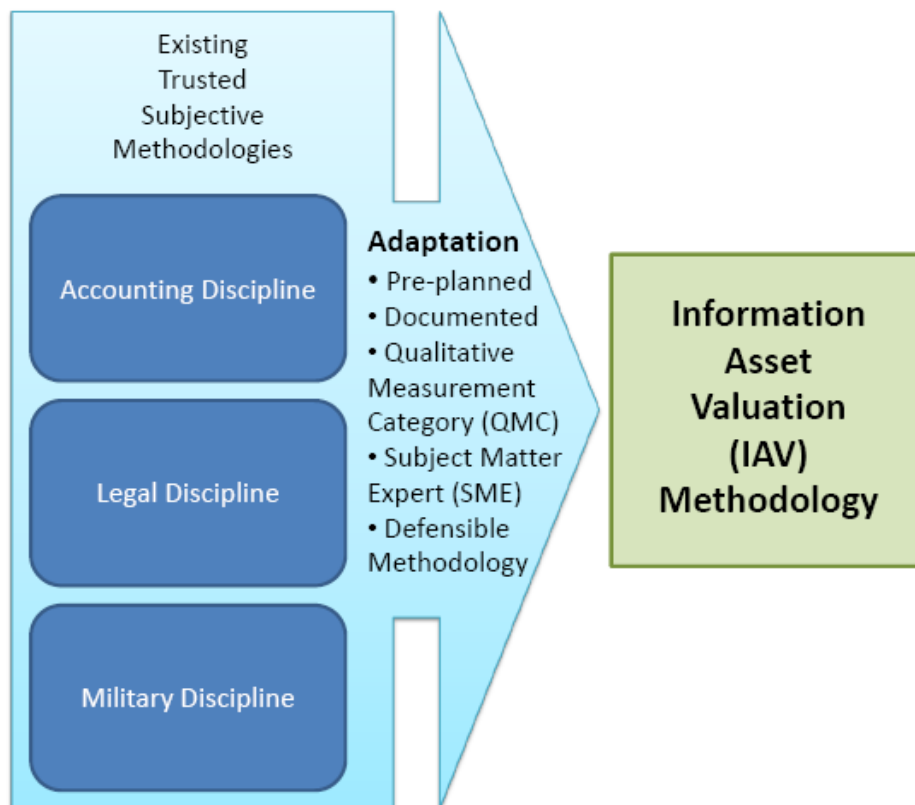 Existing
Trusted
Subjective
Methodologies
Accounting Discipline
Legal Discipline
Military Discipline
Adaptation
• Pre-planned
• Documented
• Qualitative
Measurement
Category (QMC)
• Subject Matter
Expert (SME)
• Defensible
Methodology
Information
Asset
Valuation
(IAV)
Methodology